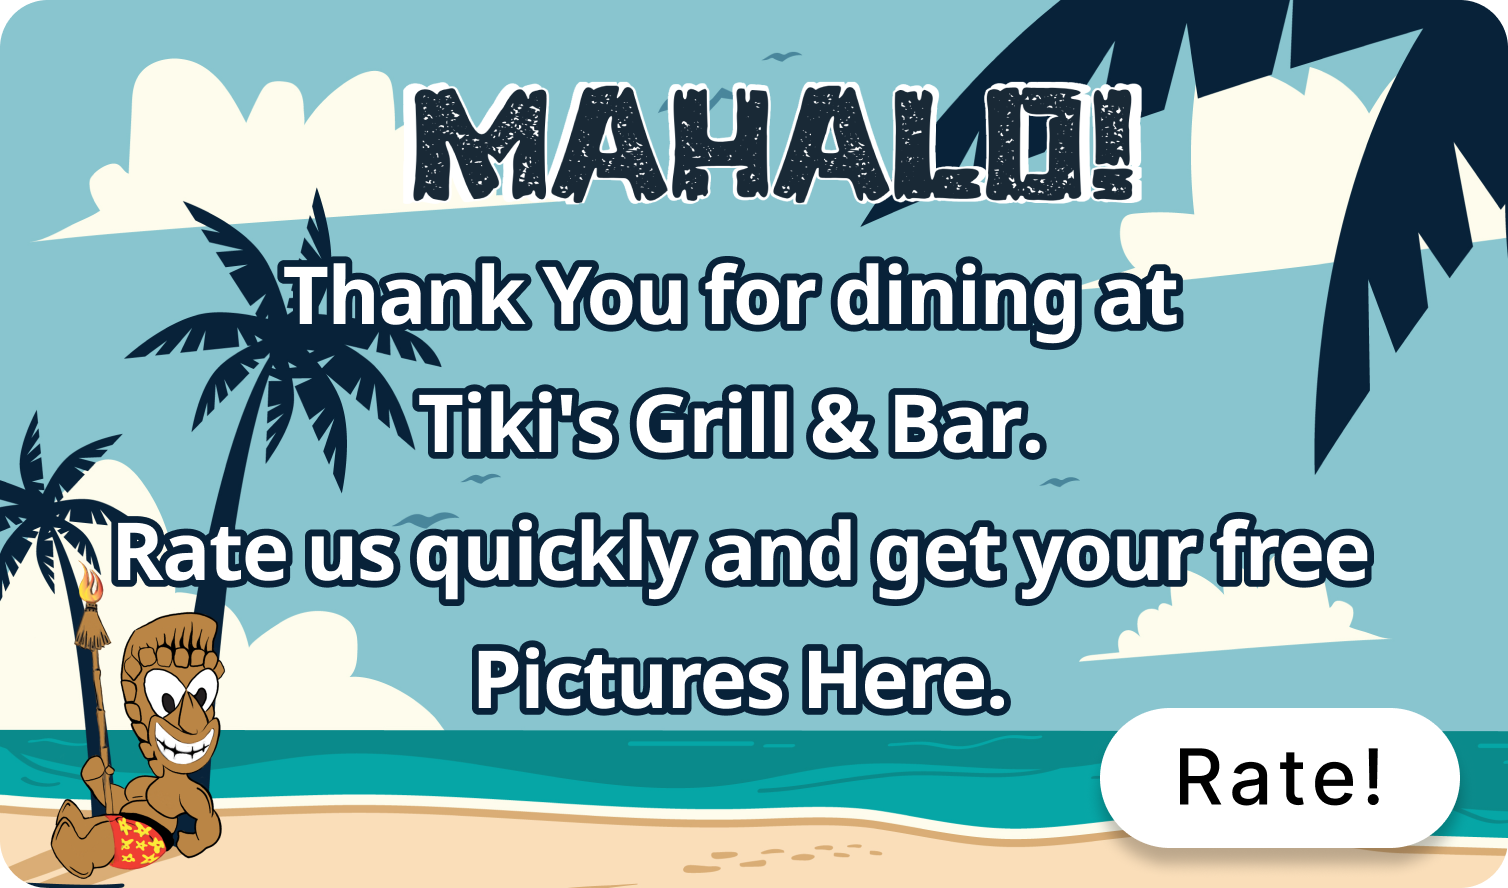 MAHALO!
Thank You for dining at
Tiki's Grill & Bar.
Rate us quickly and get your free
Pictures Here.
Rate!